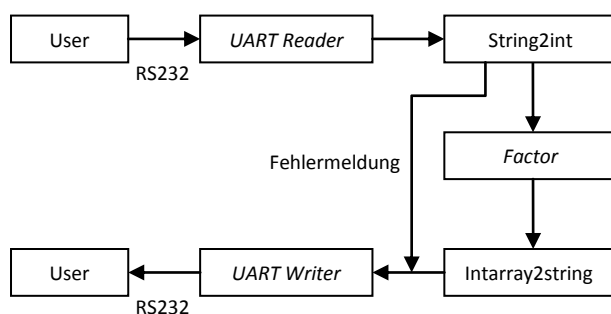 User
UART Reader
String2int
RS232
Fehlermeldung
Factor
User
UART Writer
Intarray2string
RS232